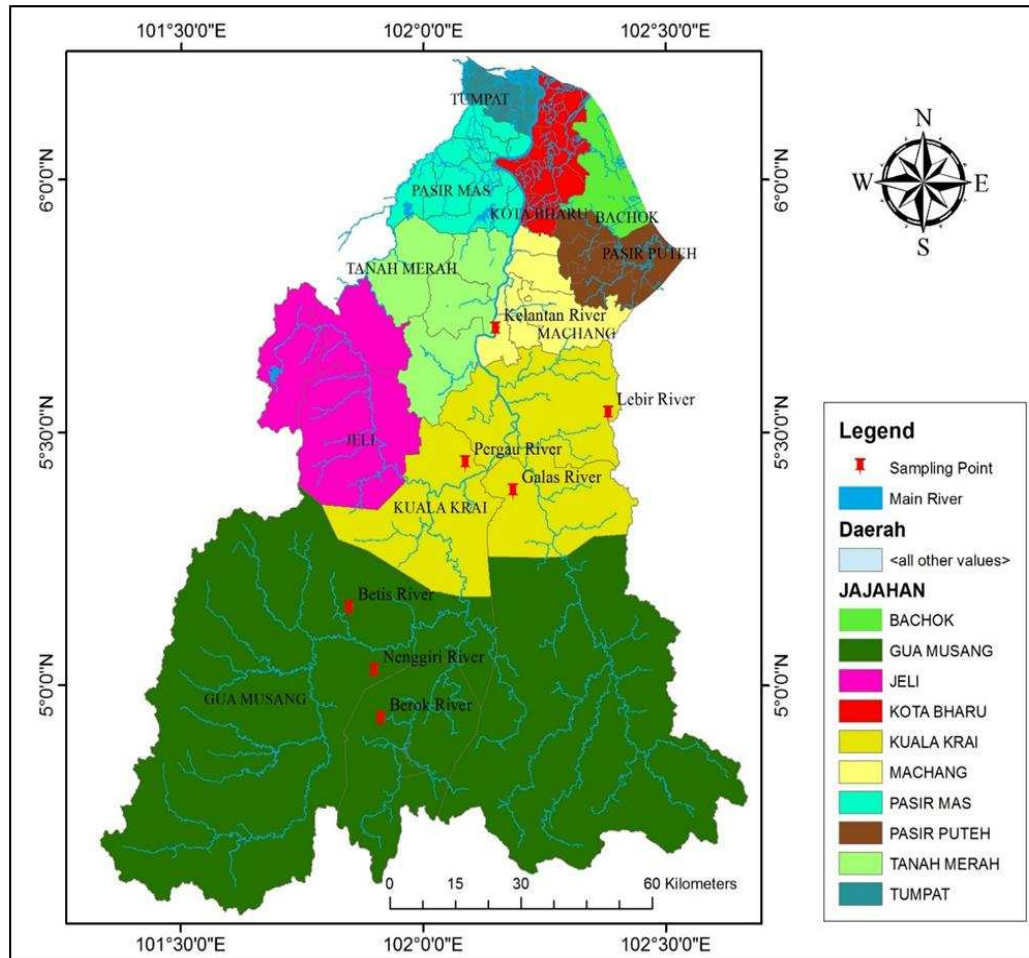 101°30'0"E 102°0'0"E 102°30'0"E
6°0'0"N
5°30'0"N
5°0'0"N
TUMPAT
PASIR MAS
KOTA BHARU
BACHOK
TANAH MERAH
PASIR PUTEH
Kelantan River
MACHANG
Lebir River
JELI
Pergau River
Galas River
KUALA KRAI
Betis River
Nenggiri River
GUA MUSANG
Berok River
0 15 30 60 Kilometers
101°30'0"E 102°0'0"E 102°30'0"E
N
W E
S
6°0'0"N
5°30'0"N
5°0'0"N
Legend
Sampling Point
Main River
Daerah
<all other values>
JAJAHAN
BACHOK
GUA MUSANG
JELI
KOTA BHARU
KUALA KRAI
MACHANG
PASIR MAS
PASIR PUTEH
TANAH MERAH
TUMPAT